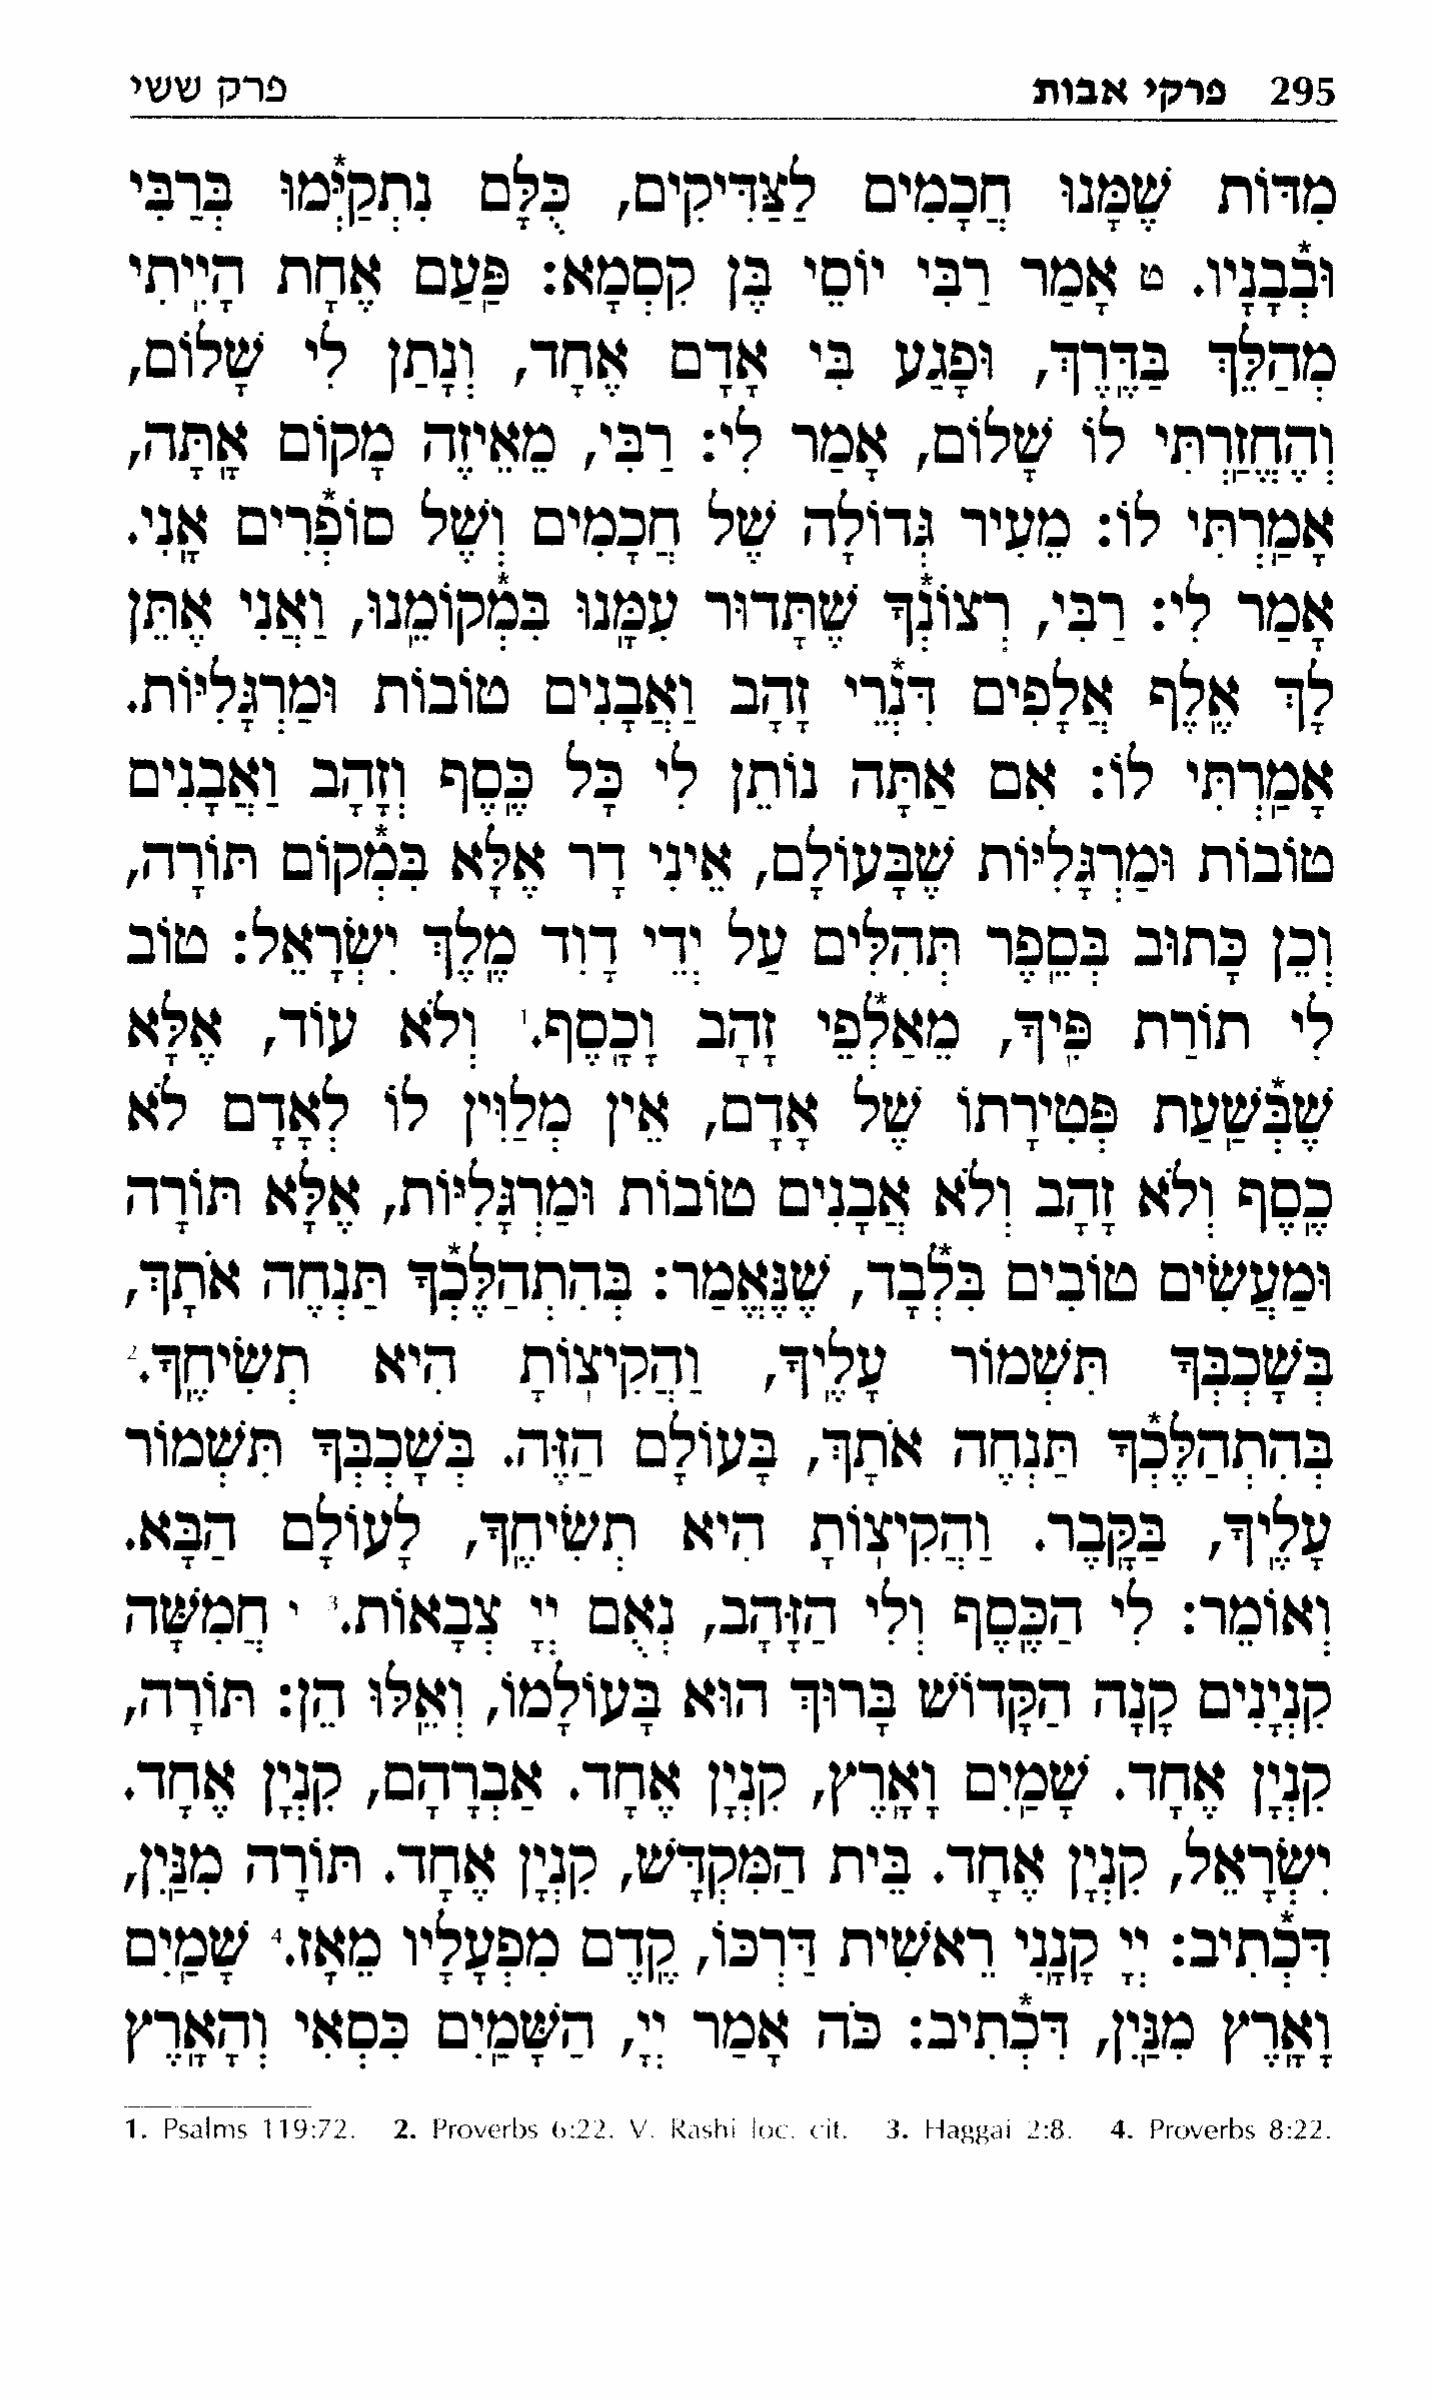 295 פרקי אבות פרק ששי
מִדּוֹת שֶׁמָּנוּ חֲכָמִים לַצַּדִּיקִים, כֻּלָּם נִתְקַיְּמוּ* בְּרַבִּי
וּבְבָנָיו*. ט אָמַר רַבִּי יוֹסֵי בֶּן קִסְמָא: פַּעַם אֶחָת הָיִיתִי
מְהַלֵּךְ בַּדֶּרֶךְ, וּפָגַע בִּי אָדָם אֶחָד, וְנָתַן לִי שָׁלוֹם,
וְהֶחֱזַרְתִּי לוֹ שָׁלוֹם, אָמַר לִי: רַבִּי, מֵאֵיזֶה מָקוֹם אָתָּה,
אָמַרְתִּי לוֹ: מֵעִיר גְּדוֹלָה שֶׁל חֲכָמִים וְשֶׁל סוֹפְרִים* אָנִי.
אָמַר לִי: רַבִּי, רְצוֹנְךָ* שֶׁתָּדוּר עִמָּנוּ בִּמְקוֹמֵנוּ*, וַאֲנִי אֶתֵּן
לָךְ אֶלֶף אֲלָפִים דִּנְרֵי* זָהָב וַאֲבָנִים טוֹבוֹת וּמַרְגָּלִיּוֹת.
אָמַרְתִּי לוֹ: אִם אַתָּה נוֹתֵן לִי כָּל כֶּסֶף וְזָהָב וַאֲבָנִים
טוֹבוֹת וּמַרְגָּלִיּוֹת שֶׁבָּעוֹלָם, אֵינִי דָר אֶלָּא בִּמְקוֹם* תּוֹרָה,
וְכֵן כָּתוּב בְּסֵפֶר תְּהִלִּים עַל יְדֵי דָוִד מֶלֶךְ יִשְׂרָאֵל: טוֹב
לִי תוֹרַת פִּיךָ, מֵאַלְפֵי* זָהָב וָכָסֶף.¹ וְלֹא עוֹד, אֶלָּא
שֶׁבִּשְׁעַת* פְּטִירָתוֹ שֶׁל אָדָם, אֵין מְלַוִּין לוֹ לְאָדָם לֹא
כֶסֶף וְלֹא זָהָב וְלֹא אֲבָנִים טוֹבוֹת וּמַרְגָּלִיּוֹת, אֶלָּא תּוֹרָה
וּמַעֲשִׂים טוֹבִים בִּלְבָד*, שֶׁנֶּאֱמַר: בְּהִתְהַלֶּכְךָ* תַּנְחֶה אֹתָךְ,
בְּשָׁכְבְּךָ תִּשְׁמוֹר עָלֶיךָ, וַהֲקִיצוֹתָ הִיא תְשִׂיחֶךָ.²
בְּהִתְהַלֶּכְךָ* תַּנְחֶה אֹתָךְ, בָּעוֹלָם הַזֶּה. בְּשָׁכְבְּךָ תִּשְׁמוֹר
עָלֶיךָ, בַּקָּבֶר. וַהֲקִיצוֹתָ הִיא תְשִׂיחֶךָ, לָעוֹלָם הַבָּא.
וְאוֹמֵר: לִי הַכֶּסֶף וְלִי הַזָּהָב, נְאֻם יְיָ צְבָאוֹת.³ י חֲמִשָּׁה
קִנְיָנִים קָנָה הַקָּדוֹשׁ בָּרוּךְ הוּא בָּעוֹלָמוֹ, וְאֵלוּ הֵן: תּוֹרָה,
קִנְיָן אֶחָד. שָׁמַיִם וָאָרֶץ, קִנְיָן אֶחָד. אַבְרָהָם, קִנְיָן אֶחָד.
יִשְׂרָאֵל, קִנְיָן אֶחָד. בֵּית הַמִּקְדָּשׁ, קִנְיָן אֶחָד. תּוֹרָה מִנַּיִן,
דִּכְתִיב*: יְיָ קָנָנִי רֵאשִׁית דַּרְכּוֹ, קֶדֶם מִפְעָלָיו מֵאָז.⁴ שָׁמַיִם
וָאָרֶץ מִנַּיִן, דִּכְתִיב*: כֹּה אָמַר יְיָ, הַשָּׁמַיִם כִּסְאִי וְהָאָרֶץ
1. Psalms 119:72. 2. Proverbs 6:22. V. Rashi loc. cit. 3. Haggai 2:8. 4. Proverbs 8:22.